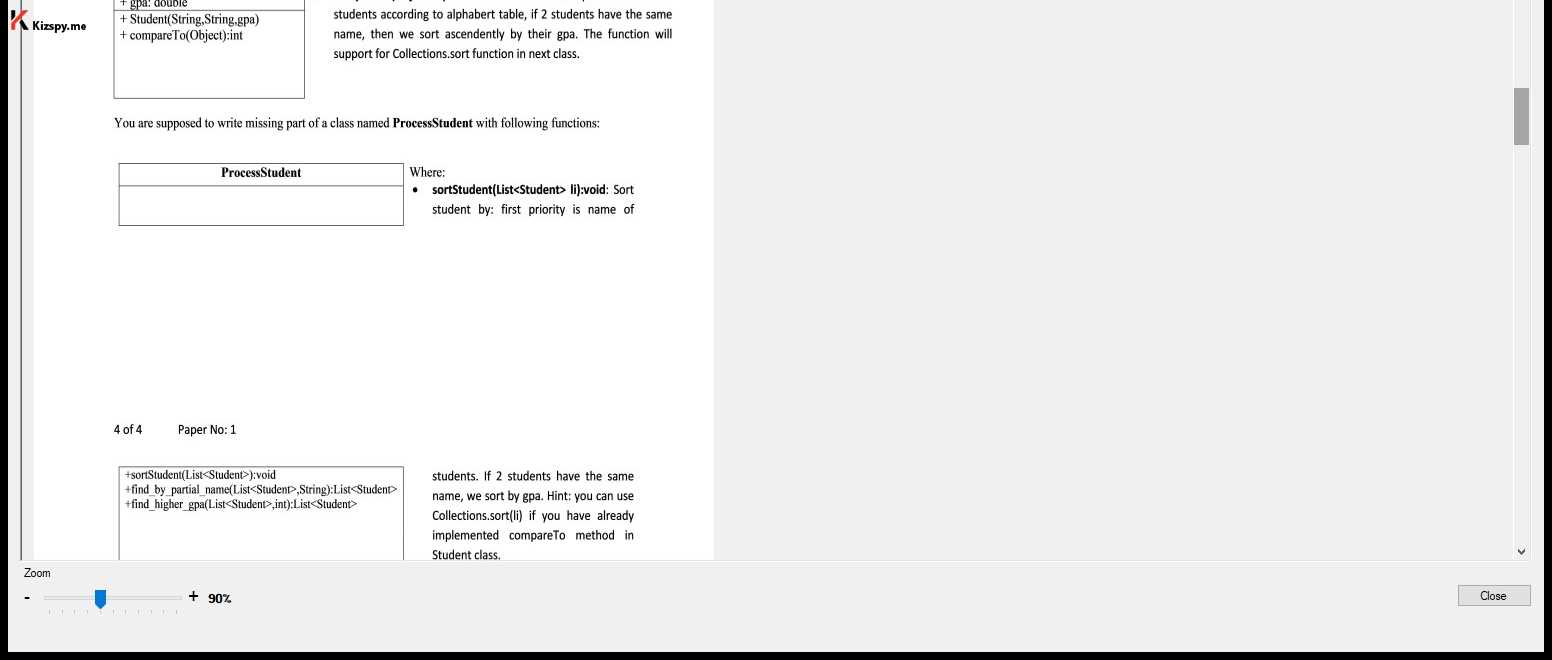 + gpa: double
+ Student(String,String,gpa)
+ compareTo(Object):int
Kizspy.me
students according to alphabert table, if 2 students have the same
name, then we sort ascendently by their gpa. The function will
support for Collections.sort function in next class.
You are supposed to write missing part of a class named ProcessStudent with following functions:
ProcessStudent
Where:
• sortStudent(List<Student> li):void: Sort
student by: first priority is name of
4 of 4 Paper No: 1
+sortStudent(List<Student>):void
+find_by_partial_name(List<Student>,String):List<Student>
+find_higher_gpa(List<Student>,int):List<Student>
students. If 2 students have the same
name, we sort by gpa. Hint: you can use
Collections.sort(li) if you have already
implemented compareTo method in
Student class.
Zoom
- + 90%
Close